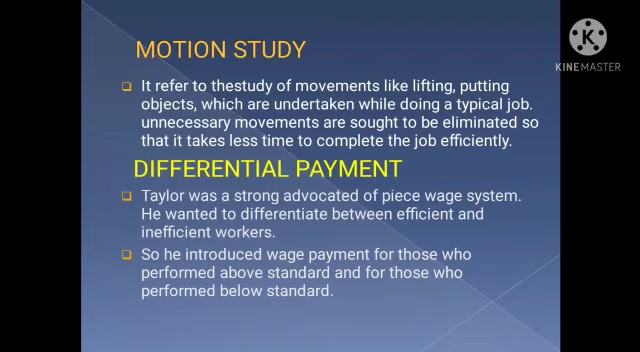 MOTION STUDY
K
KINEMASTER
It refer to thestudy of movements like lifting, putting
objects, which are undertaken while doing a typical job.
unnecessary movements are sought to be eliminated so
that it takes less time to complete the job efficiently.
DIFFERENTIAL PAYMENT
Taylor was a strong advocated of piece wage system.
He wanted to differentiate between efficient and
inefficient workers.
So he introduced wage payment for those who
performed above standard and for those who
performed below standard.